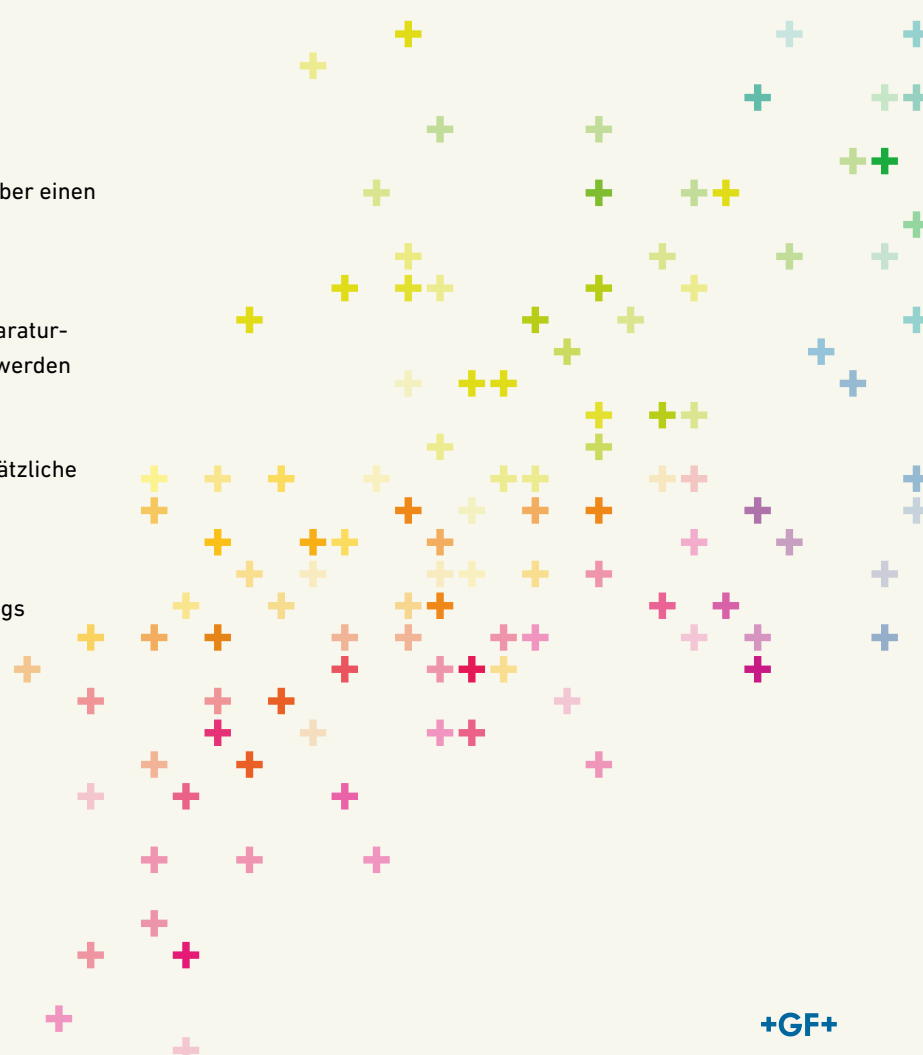 ber einen
aratur-
werden
ätzliche
gs
+GF+